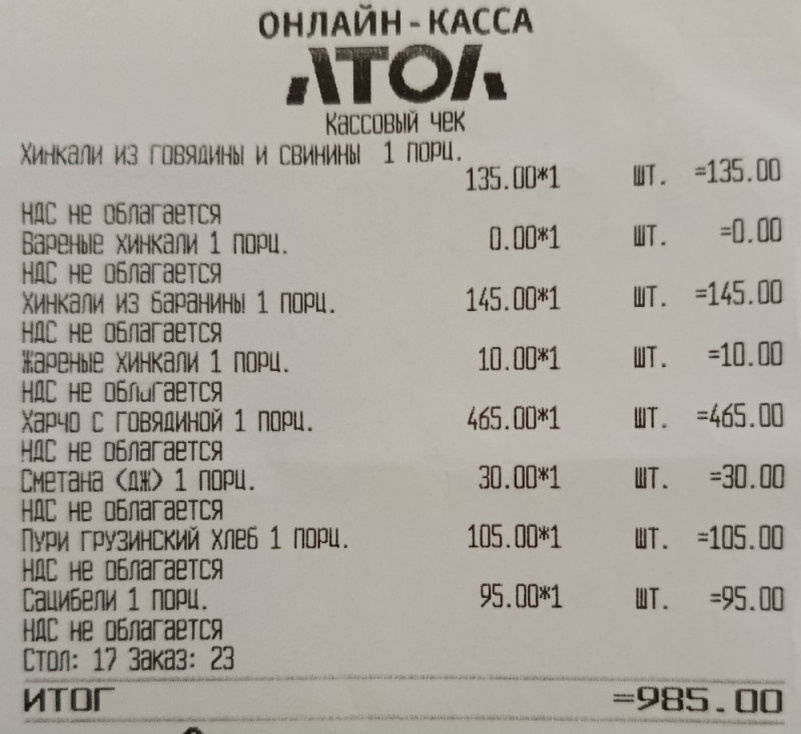 ОНЛАЙН-КАССА
АТОЛ
Кассовый чек
Хинкали из говядины и свинины 1 порц.
135.00*1 шт. =135.00
НДС не облагается
Вареные хинкали 1 порц. 0.00*1 шт. =0.00
НДС не облагается
Хинкали из баранины 1 порц. 145.00*1 шт. =145.00
НДС не облагается
Жареные хинкали 1 порц. 10.00*1 шт. =10.00
НДС не облагается
Харчо с говядиной 1 порц. 465.00*1 шт. =465.00
НДС не облагается
Сметана (дж) 1 порц. 30.00*1 шт. =30.00
НДС не облагается
Пури грузинский хлеб 1 порц. 105.00*1 шт. =105.00
НДС не облагается
Сацибели 1 порц. 95.00*1 шт. =95.00
НДС не облагается
Стол: 17 Заказ: 23
ИТОГ =985.00